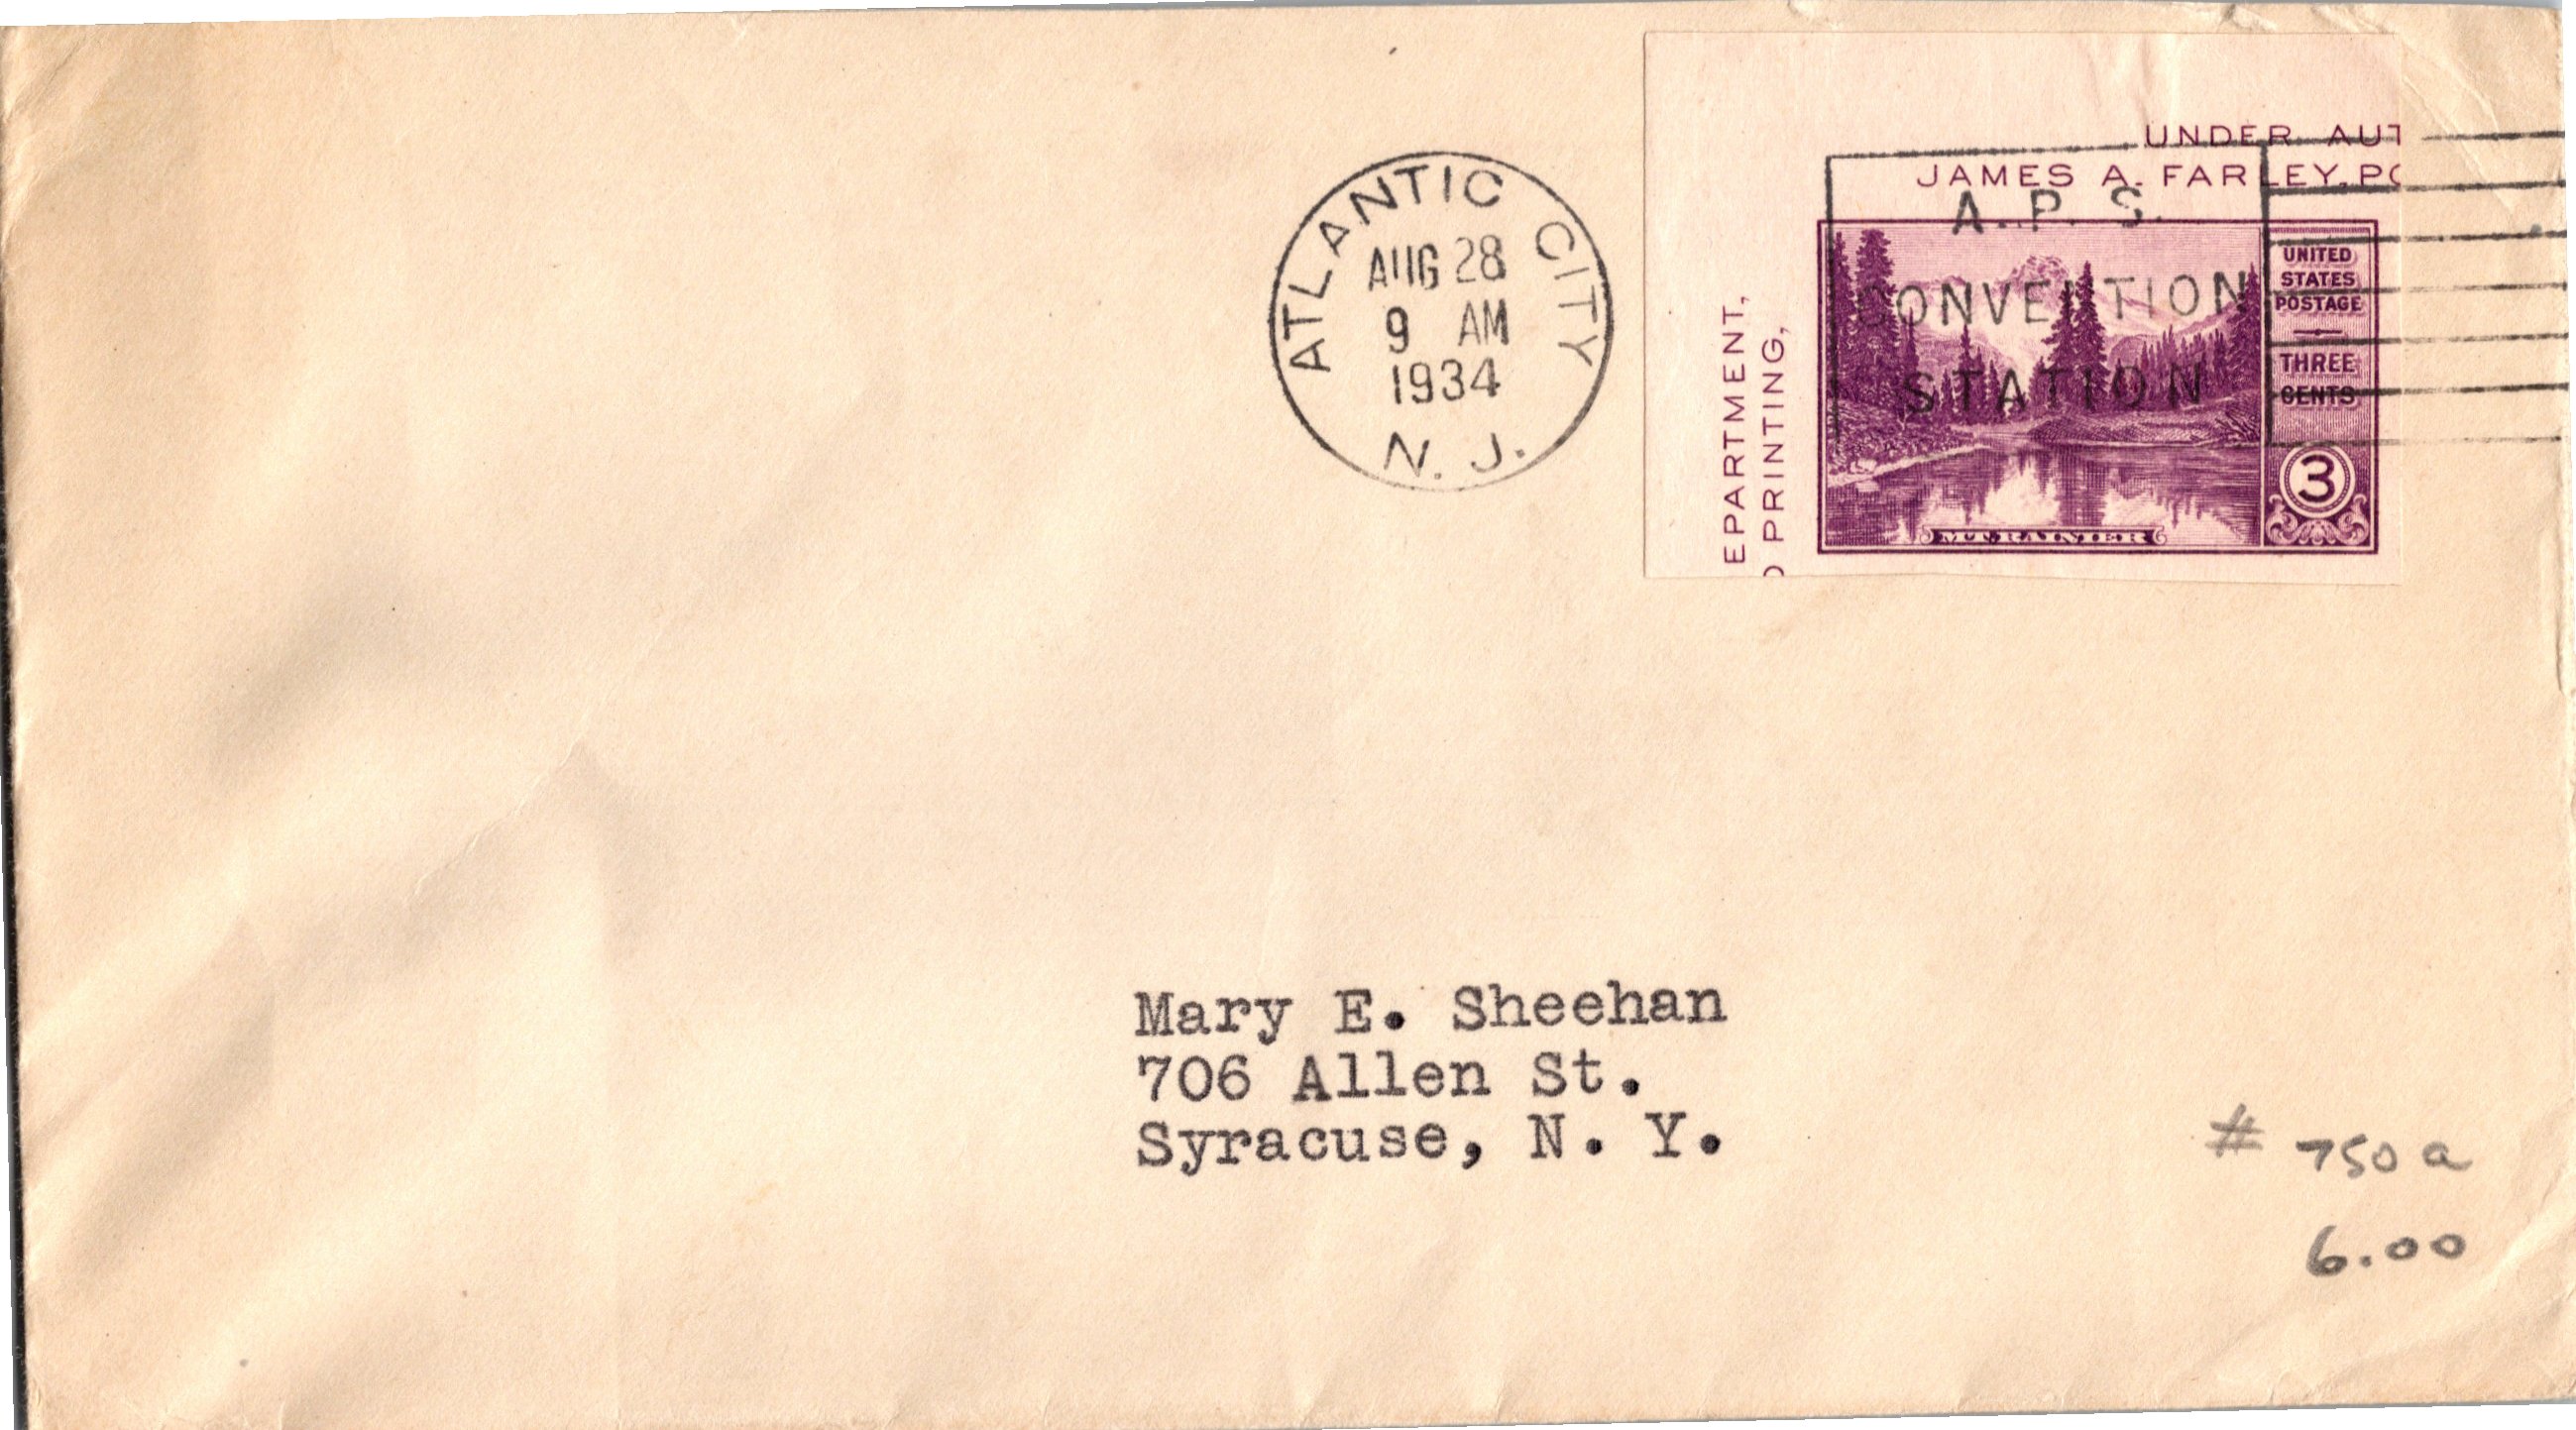 UNDER AUT
JAMES A. FARLEY, PO
EPARTMENT,
PRINTING,
ATLANTIC CITY
AUG 28
9 AM
1934
N. J.
A. P. S.
CONVENTION
STATION
UNITED
STATES
POSTAGE
THREE
CENTS
3
MT. RAINIER
Mary E. Sheehan
706 Allen St.
Syracuse, N. Y.
# 750a
6.00